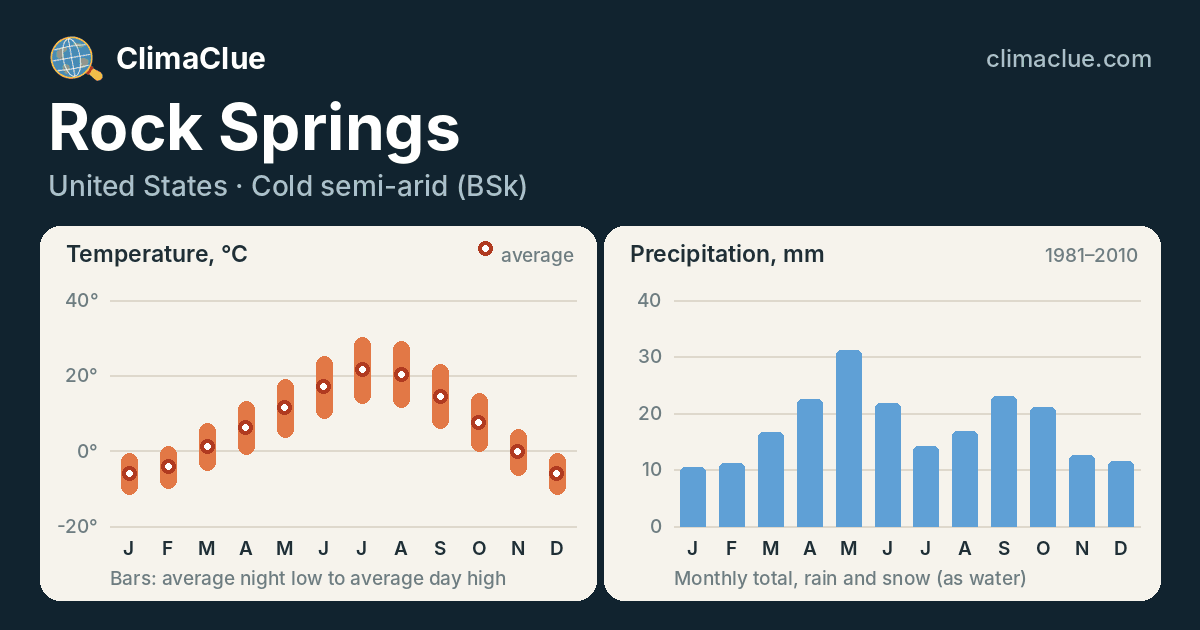 ClimaClue
climaclue.com
Rock Springs
United States · Cold semi-arid (BSk)
Temperature, °C
average
40°
20°
0°
-20°
J F M A M J J A S O N D
Bars: average night low to average day high
Precipitation, mm
1981–2010
40
30
20
10
0
J F M A M J J A S O N D
Monthly total, rain and snow (as water)